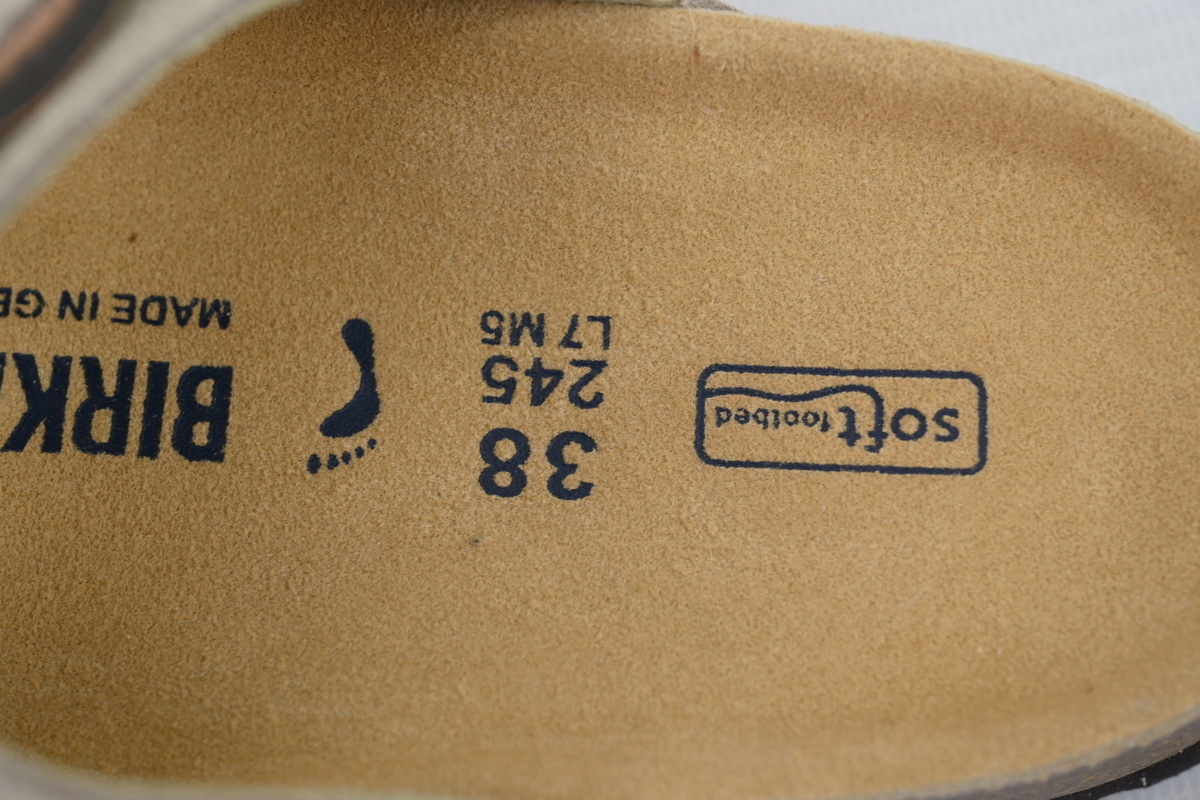 soft footbed
38
245
L7 M5
BIRK
MADE IN GE